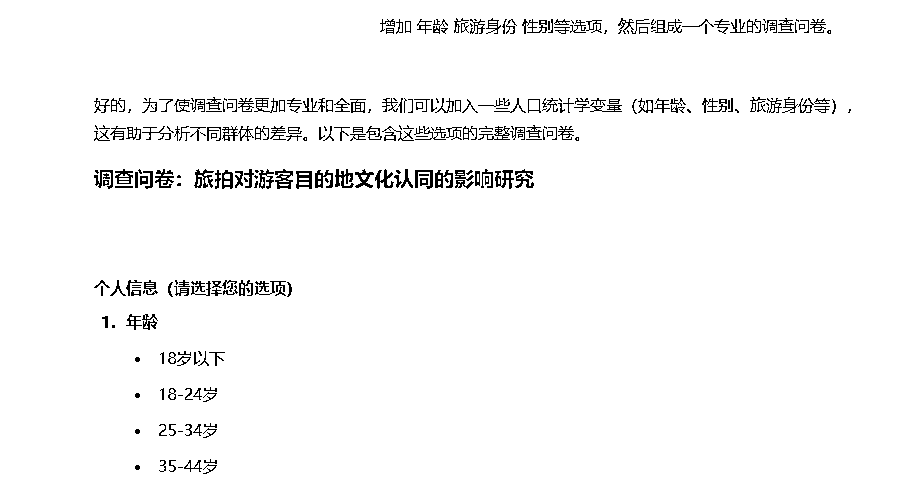 增加 年龄 旅游身份 性别等选项，然后组成一个专业的调查问卷。
好的，为了使调查问卷更加专业和全面，我们可以加入一些人口统计学变量（如年龄、性别、旅游身份等），
这有助于分析不同群体的差异。以下是包含这些选项的完整调查问卷。
调查问卷：旅拍对游客目的地文化认同的影响研究
个人信息（请选择您的选项）
1. 年龄
• 18岁以下
• 18-24岁
• 25-34岁
• 35-44岁